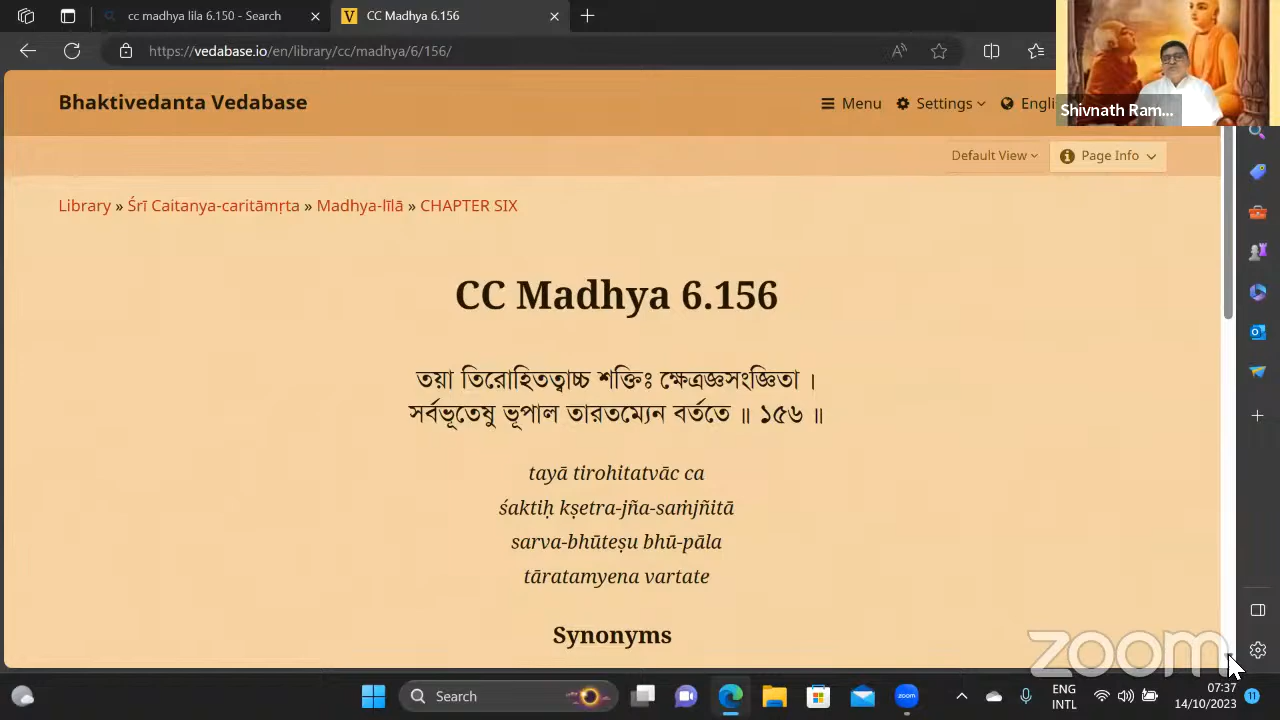 cc madhya lila 6.150 - Search
CC Madhya 6.156
https://vedabase.io/en/library/cc/madhya/6/156/
Bhaktivedanta Vedabase
Menu
Settings
Engli
Shivnath Ram...
Default View
Page Info
Library » Śrī Caitanya-caritāmṛta » Madhya-līlā » CHAPTER SIX
CC Madhya 6.156
তয়া তিরোহিতত্বাচ্চ শক্তিঃ ক্ষেত্রজ্ঞসংজ্ঞিতা ।
সর্বভূতেষু ভূপাল তারতম্যেন বর্ততে ॥ ১৫৬ ॥
tayā tirohitatvāc ca
śaktiḥ kṣetra-jña-saṁjñitā
sarva-bhūteṣu bhū-pāla
tāratamyena vartate
Synonyms
zoom
Search
zoom
ENG
INTL
07:37
14/10/2023
11